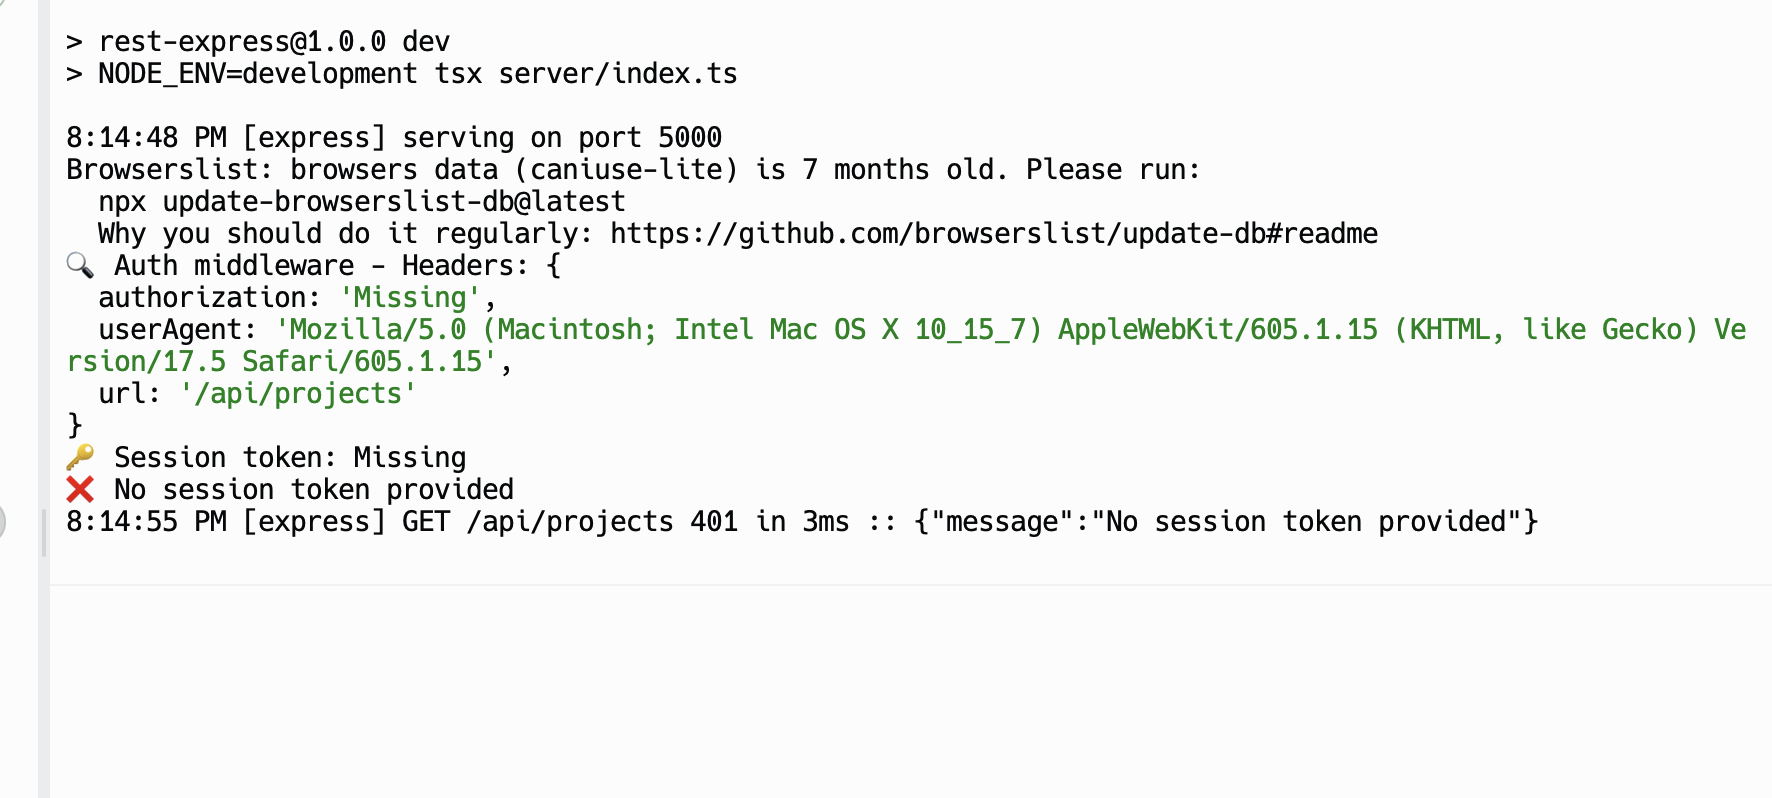 > rest-express@1.0.0 dev
> NODE_ENV=development tsx server/index.ts
8:14:48 PM [express] serving on port 5000
Browserslist: browsers data (caniuse-lite) is 7 months old. Please run:
  npx update-browserslist-db@latest
  Why you should do it regularly: https://github.com/browserslist/update-db#readme
🔍 Auth middleware - Headers: {
  authorization: 'Missing',
  userAgent: 'Mozilla/5.0 (Macintosh; Intel Mac OS X 10_15_7) AppleWebKit/605.1.15 (KHTML, like Gecko) Ve
rsion/17.5 Safari/605.1.15',
  url: '/api/projects'
}
🔑 Session token: Missing
❌ No session token provided
8:14:55 PM [express] GET /api/projects 401 in 3ms :: {"message":"No session token provided"}